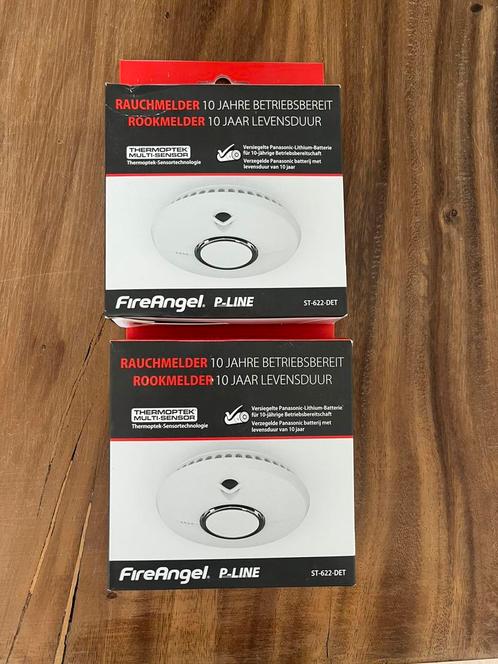 RAUCHMELDER 10 JAHRE BETRIEBSBEREIT
ROOKMELDER 10 JAAR LEVENSDUUR
THERMOPTEK
MULTI-SENSOR
Thermoptek-Sensortechnologie
Versiegelte Panasonic-Lithium-Batterie
für 10-jährige Betriebsbereitschaft
Verzegelde Panasonic batterij met
levensduur van 10 jaar
FireAngel. P-LINE
ST-622-DET
RAUCHMELDER 10 JAHRE BETRIEBSBEREIT
ROOKMELDER 10 JAAR LEVENSDUUR
THERMOPTEK
MULTI-SENSOR
Thermoptek-Sensortechnologie
Versiegelte Panasonic-Lithium-Batterie
für 10-jährige Betriebsbereitschaft
Verzegelde Panasonic batterij met
levensduur van 10 jaar
FireAngel. P-LINE
ST-622-DET